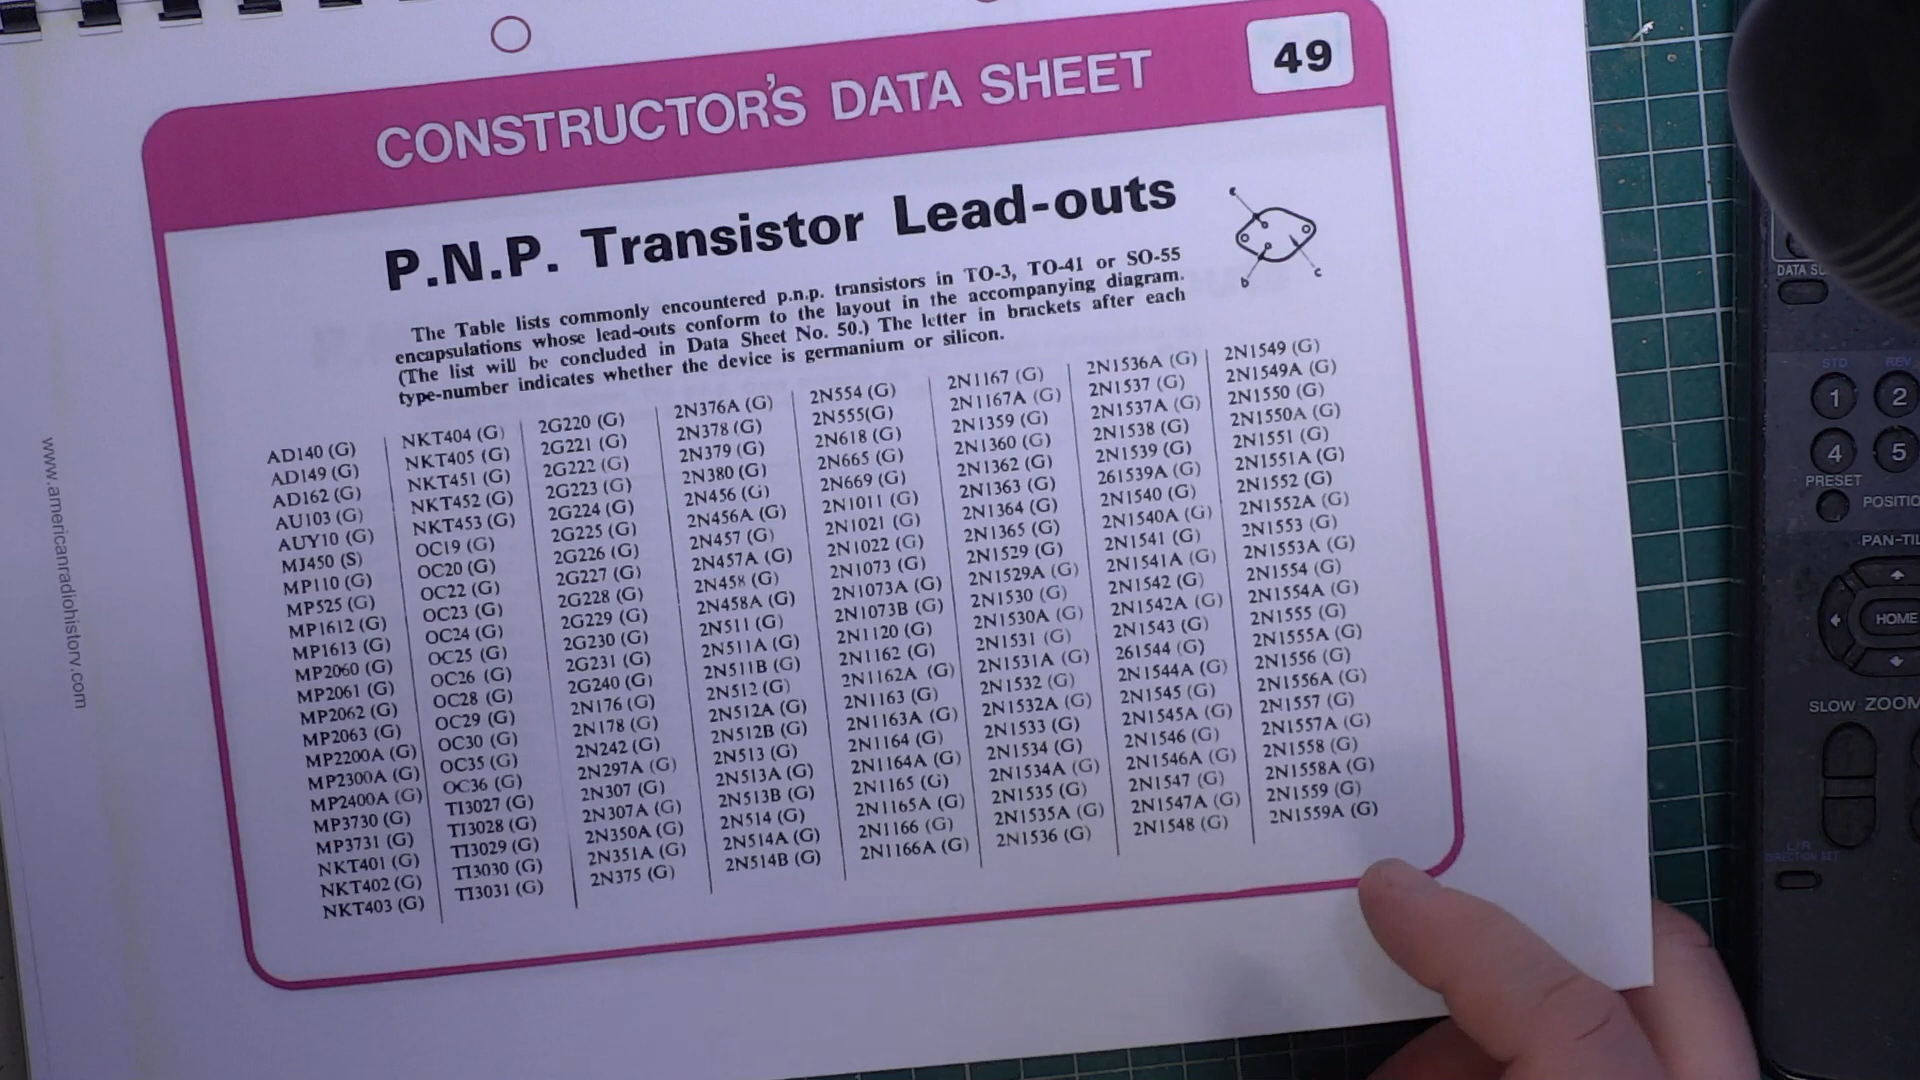 CONSTRUCTOR'S DATA SHEET
49
P.N.P. Transistor Lead-outs
e
b
c
The Table lists commonly encountered p.n.p. transistors in TO-3, TO-41 or SO-55
encapsulations whose lead-outs conform to the layout in the accompanying diagram.
(The list will be concluded in Data Sheet No. 50.) The letter in brackets after each
type-number indicates whether the device is germanium or silicon.
AD140 (G)
AD149 (G)
AD162 (G)
AU103 (G)
AUY10 (G)
MJ450 (S)
MP110 (G)
MP525 (G)
MP1612 (G)
MP1613 (G)
MP2060 (G)
MP2061 (G)
MP2062 (G)
MP2063 (G)
MP2200A (G)
MP2300A (G)
MP2400A (G)
MP3730 (G)
MP3731 (G)
NKT401 (G)
NKT402 (G)
NKT403 (G)
NKT404 (G)
NKT405 (G)
NKT451 (G)
NKT452 (G)
NKT453 (G)
OC19 (G)
OC20 (G)
OC22 (G)
OC23 (G)
OC24 (G)
OC25 (G)
OC26 (G)
OC28 (G)
OC29 (G)
OC30 (G)
OC35 (G)
OC36 (G)
TI3027 (G)
TI3028 (G)
TI3029 (G)
TI3030 (G)
TI3031 (G)
2G220 (G)
2G221 (G)
2G222 (G)
2G223 (G)
2G224 (G)
2G225 (G)
2G226 (G)
2G227 (G)
2G228 (G)
2G229 (G)
2G230 (G)
2G231 (G)
2G240 (G)
2N176 (G)
2N178 (G)
2N242 (G)
2N297A (G)
2N307 (G)
2N307A (G)
2N350A (G)
2N351A (G)
2N375 (G)
2N376A (G)
2N378 (G)
2N379 (G)
2N380 (G)
2N456 (G)
2N456A (G)
2N457 (G)
2N457A (G)
2N458 (G)
2N458A (G)
2N511 (G)
2N511A (G)
2N511B (G)
2N512 (G)
2N512A (G)
2N512B (G)
2N513 (G)
2N513A (G)
2N513B (G)
2N514 (G)
2N514A (G)
2N514B (G)
2N554 (G)
2N555(G)
2N618 (G)
2N665 (G)
2N669 (G)
2N1011 (G)
2N1021 (G)
2N1022 (G)
2N1073 (G)
2N1073A (G)
2N1073B (G)
2N1120 (G)
2N1162 (G)
2N1162A (G)
2N1163 (G)
2N1163A (G)
2N1164 (G)
2N1164A (G)
2N1165 (G)
2N1165A (G)
2N1166 (G)
2N1166A (G)
2N1167 (G)
2N1167A (G)
2N1359 (G)
2N1360 (G)
2N1362 (G)
2N1363 (G)
2N1364 (G)
2N1365 (G)
2N1529 (G)
2N1529A (G)
2N1530 (G)
2N1530A (G)
2N1531 (G)
2N1531A (G)
2N1532 (G)
2N1532A (G)
2N1533 (G)
2N1534 (G)
2N1534A (G)
2N1535 (G)
2N1535A (G)
2N1536 (G)
2N1536A (G)
2N1537 (G)
2N1537A (G)
2N1538 (G)
2N1539 (G)
261539A (G)
2N1540 (G)
2N1540A (G)
2N1541 (G)
2N1541A (G)
2N1542 (G)
2N1542A (G)
2N1543 (G)
261544 (G)
2N1544A (G)
2N1545 (G)
2N1545A (G)
2N1546 (G)
2N1546A (G)
2N1547 (G)
2N1547A (G)
2N1548 (G)
2N1549 (G)
2N1549A (G)
2N1550 (G)
2N1550A (G)
2N1551 (G)
2N1551A (G)
2N1552 (G)
2N1552A (G)
2N1553 (G)
2N1553A (G)
2N1554 (G)
2N1554A (G)
2N1555 (G)
2N1555A (G)
2N1556 (G)
2N1556A (G)
2N1557 (G)
2N1557A (G)
2N1558 (G)
2N1558A (G)
2N1559 (G)
2N1559A (G)
www.americanradiohistory.com
DATA
STD
REV
1
2
4
5
PRESET
PAN-TIL
HOME
SLOW ZOOM
L/R
DIRECTION SET